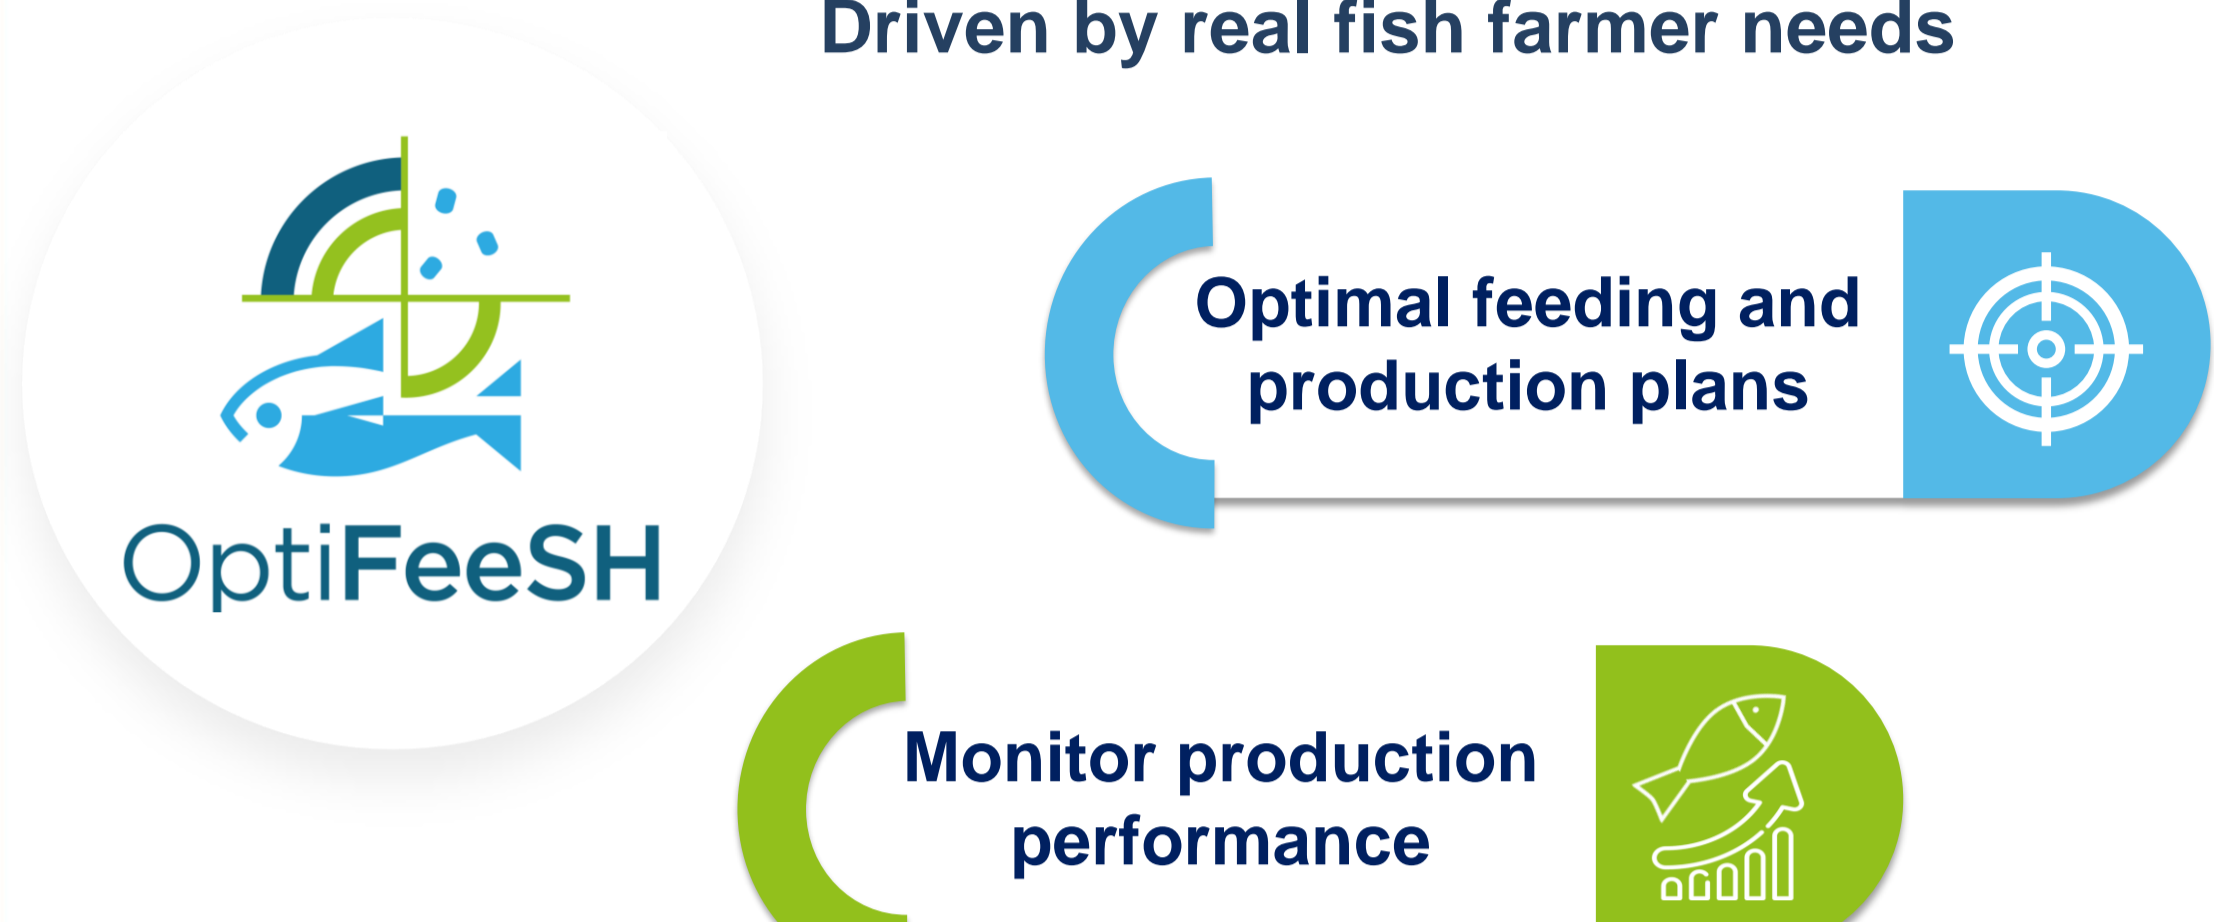 Driven by real fish farmer needs
Optimal feeding and
production plans
OptiFeeSH
Monitor production
performance